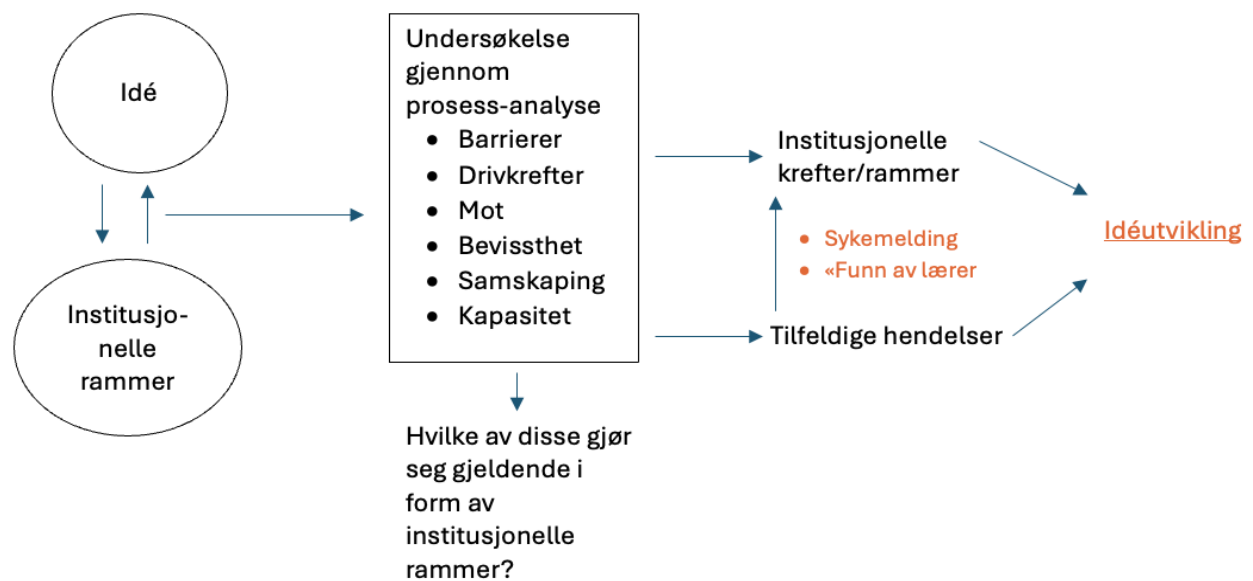 Idé
Institusjo-
nelle
rammer
Undersøkelse
gjennom
prosess-analyse
• Barrierer
• Drivkrefter
• Mot
• Bevissthet
• Samskaping
• Kapasitet
Hvilke av disse gjør
seg gjeldende i
form av
institusjonelle
rammer?
Institusjonelle
krefter/rammer
• Sykemelding
• «Funn av lærer
Tilfeldige hendelser
Idéutvikling